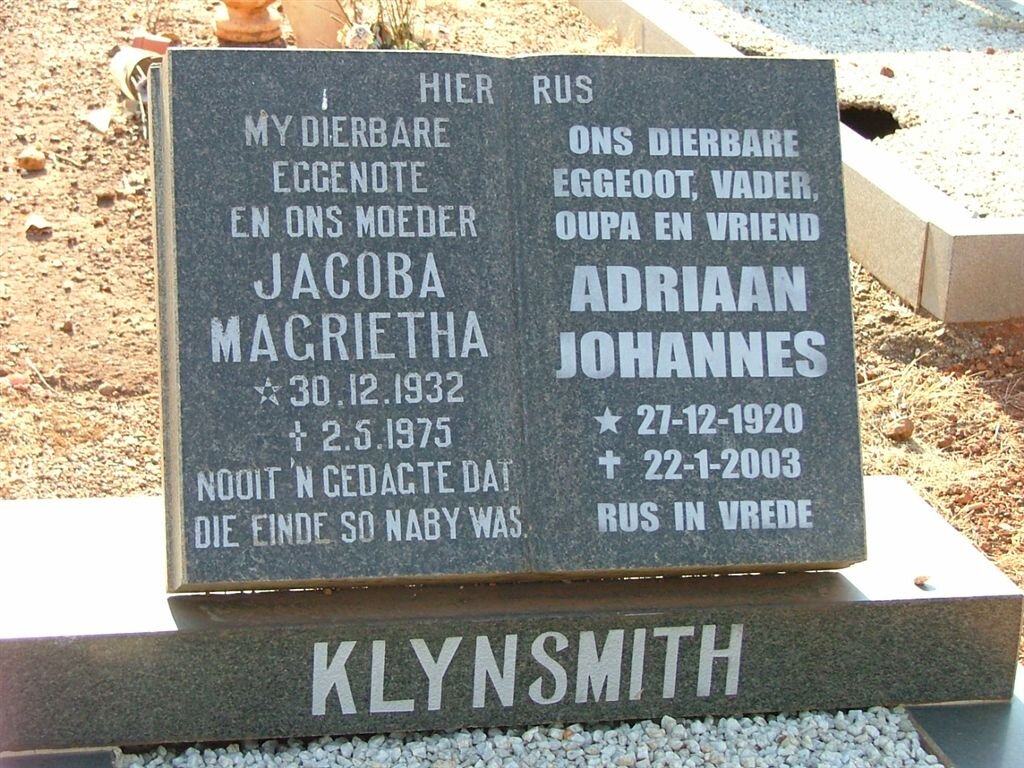 HIER RUS
MY DIERBARE
EGGENOTE
EN ONS MOEDER
JACOBA
MAGRIETHA
☆ 30.12.1932
✝ 2.5.1975
NOOIT 'N GEDAGTE DAT
DIE EINDE SO NABY WAS.
ONS DIERBARE
EGGEOOT, VADER,
OUPA EN VRIEND
ADRIAAN
JOHANNES
★ 27-12-1920
✝ 22-1-2003
RUS IN VREDE
KLYNSMITH